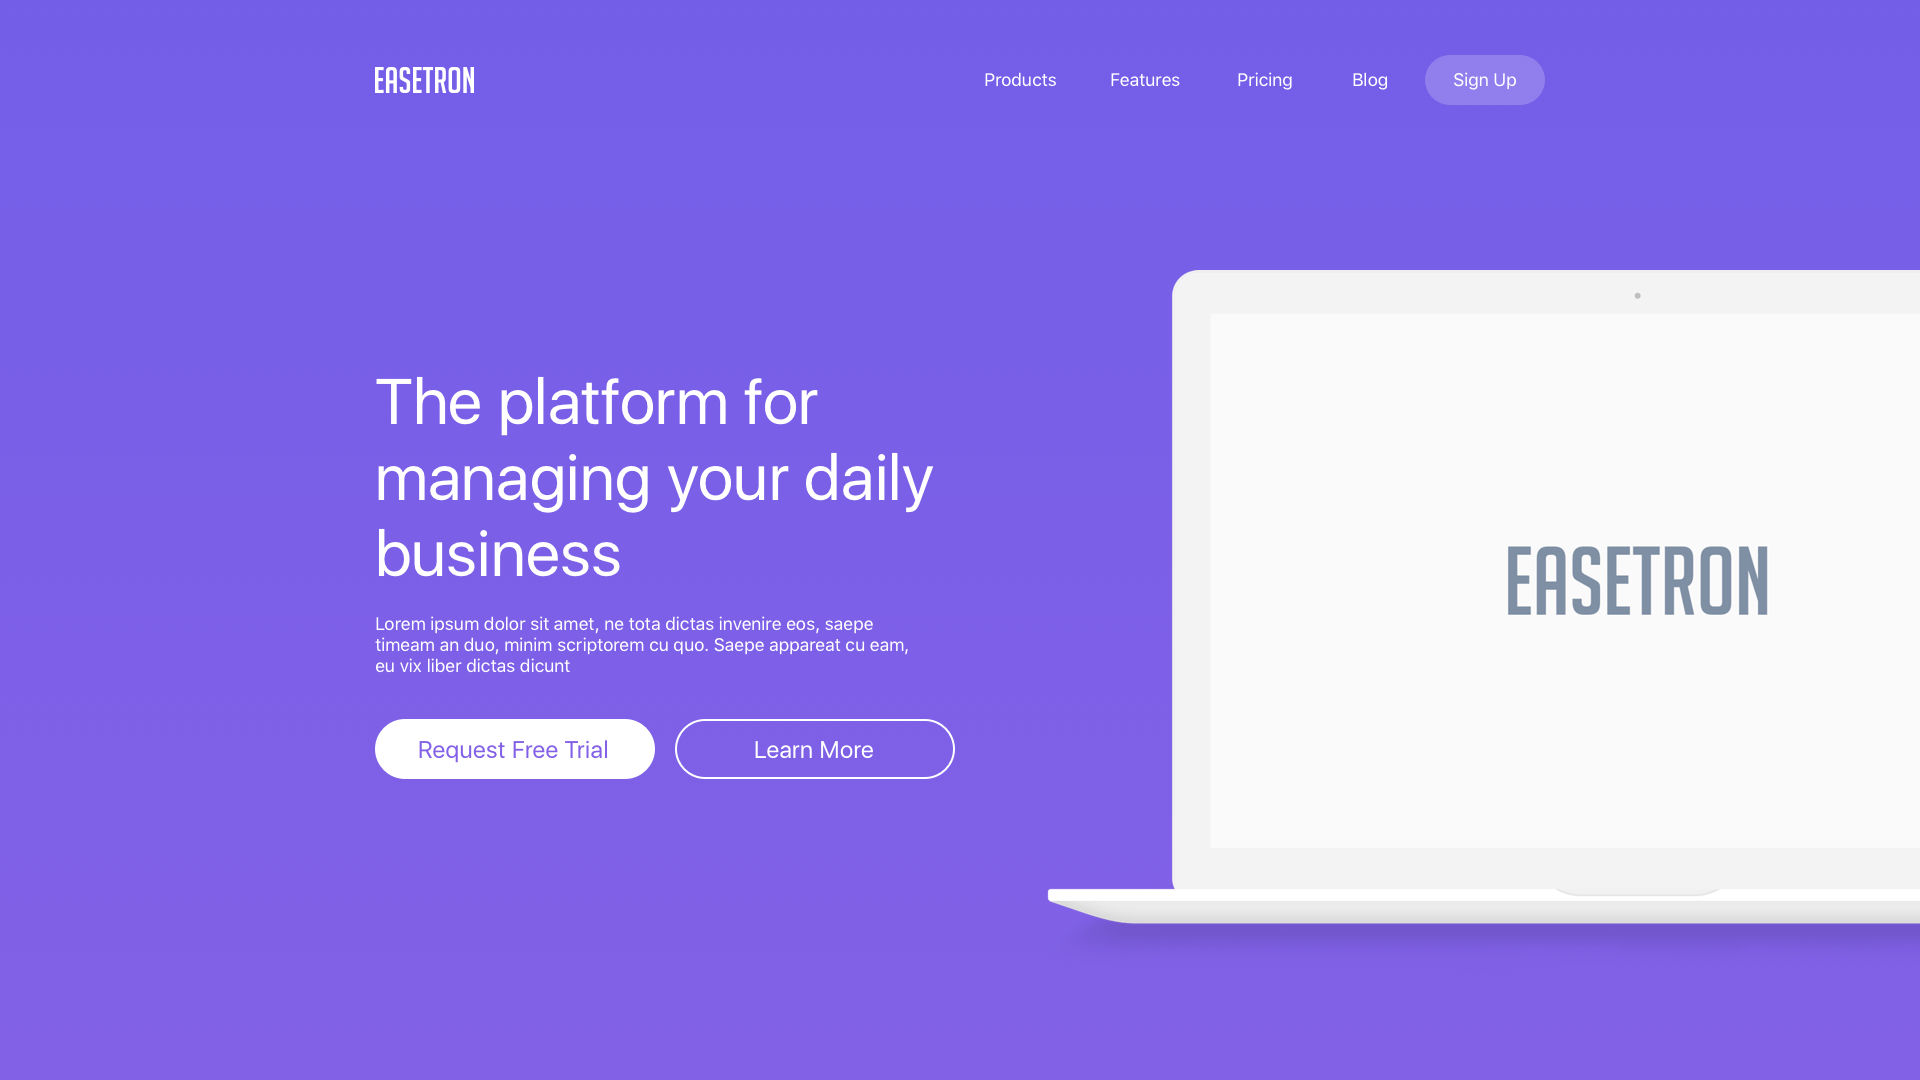 EASETRON
Products
Features
Pricing
Blog
Sign Up
The platform for
managing your daily
business
Lorem ipsum dolor sit amet, ne tota dictas invenire eos, saepe
timeam an duo, minim scriptorem cu quo. Saepe appareat cu eam,
eu vix liber dictas dicunt
Request Free Trial
Learn More
EASETRON